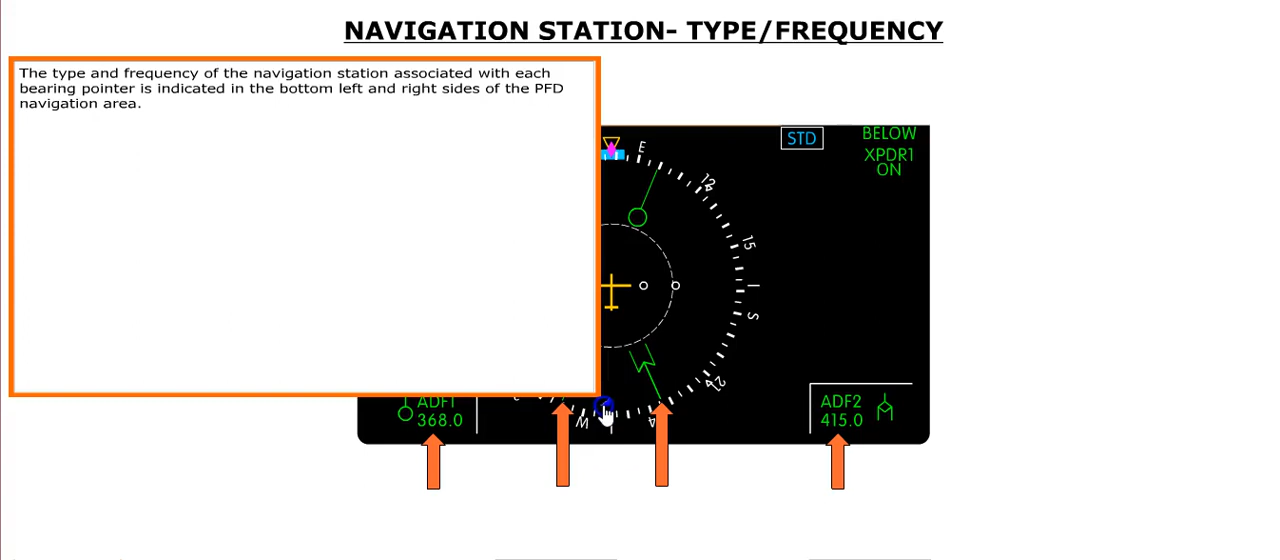 NAVIGATION STATION- TYPE/FREQUENCY
The type and frequency of the navigation station associated with each
bearing pointer is indicated in the bottom left and right sides of the PFD
navigation area.
STD
BELOW
XPDR1
ON
E
12
15
S
21
W
ADF1
368.0
ADF2
415.0